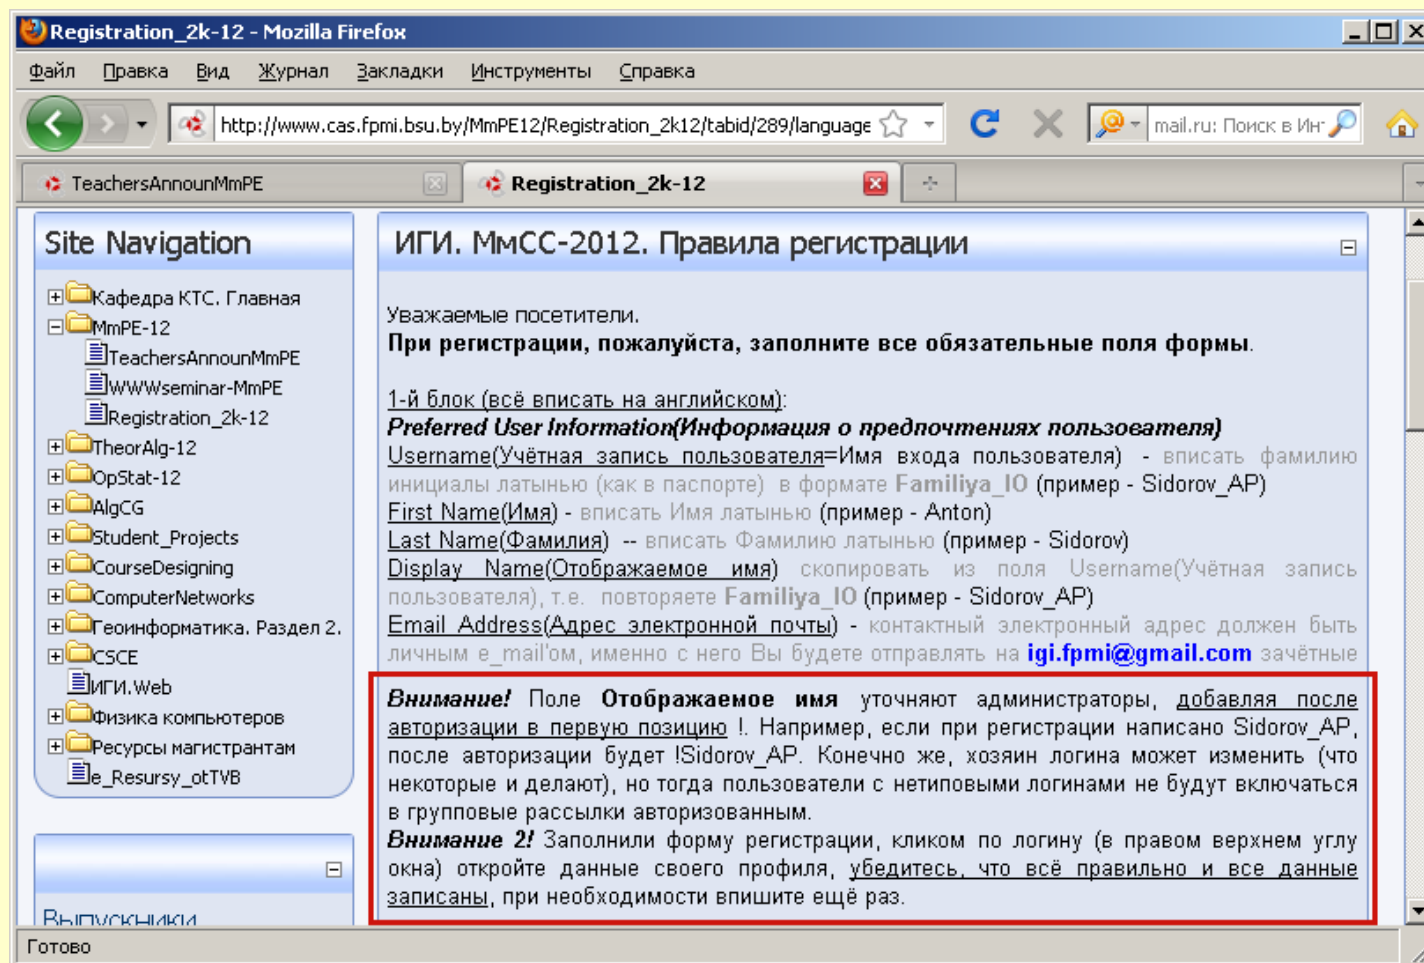 Registration_2k-12 - Mozilla Firefox
Файл Правка Вид Журнал Закладки Инструменты Справка
http://www.cas.fpmi.bsu.by/MmPE12/Registration_2k12/tabid/289/language
mail.ru: Поиск в Инт
TeachersAnnounMmPE
Registration_2k-12
Site Navigation
Кафедра КТС. Главная
MmPE-12
TeachersAnnounMmPE
WWWseminar-MmPE
Registration_2k-12
TheorAlg-12
OpStat-12
AlgCG
Student_Projects
CourseDesigning
ComputerNetworks
Геоинформатика. Раздел 2.
CSCE
ИГИ.Web
Физика компьютеров
Ресурсы магистрантам
e_Resursy_otTVB
Выпускники
ИГИ. МмСС-2012. Правила регистрации
Уважаемые посетители.
При регистрации, пожалуйста, заполните все обязательные поля формы.
1-й блок (всё вписать на английском):
Preferred User Information(Информация о предпочтениях пользователя)
Username(Учётная запись пользователя=Имя входа пользователя) - вписать фамилию
инициалы латынью (как в паспорте) в формате Familiya_IO (пример - Sidorov_AP)
First Name(Имя) - вписать Имя латынью (пример - Anton)
Last Name(Фамилия) -- вписать Фамилию латынью (пример - Sidorov)
Display Name(Отображаемое имя) скопировать из поля Username(Учётная запись
пользователя), т.е. повторяете Familiya_IO (пример - Sidorov_AP)
Email Address(Адрес электронной почты) - контактный электронный адрес должен быть
личным e_mail'ом, именно с него Вы будете отправлять на igi.fpmi@gmail.com зачётные
Внимание! Поле Отображаемое имя уточняют администраторы, добавляя после
авторизации в первую позицию !. Например, если при регистрации написано Sidorov_AP,
после авторизации будет !Sidorov_AP. Конечно же, хозяин логина может изменить (что
некоторые и делают), но тогда пользователи с нетиповыми логинами не будут включаться
в групповые рассылки авторизованным.
Внимание 2! Заполнили форму регистрации, кликом по логину (в правом верхнем углу
окна) откройте данные своего профиля, убедитесь, что всё правильно и все данные
записаны, при необходимости впишите ещё раз.
Готово